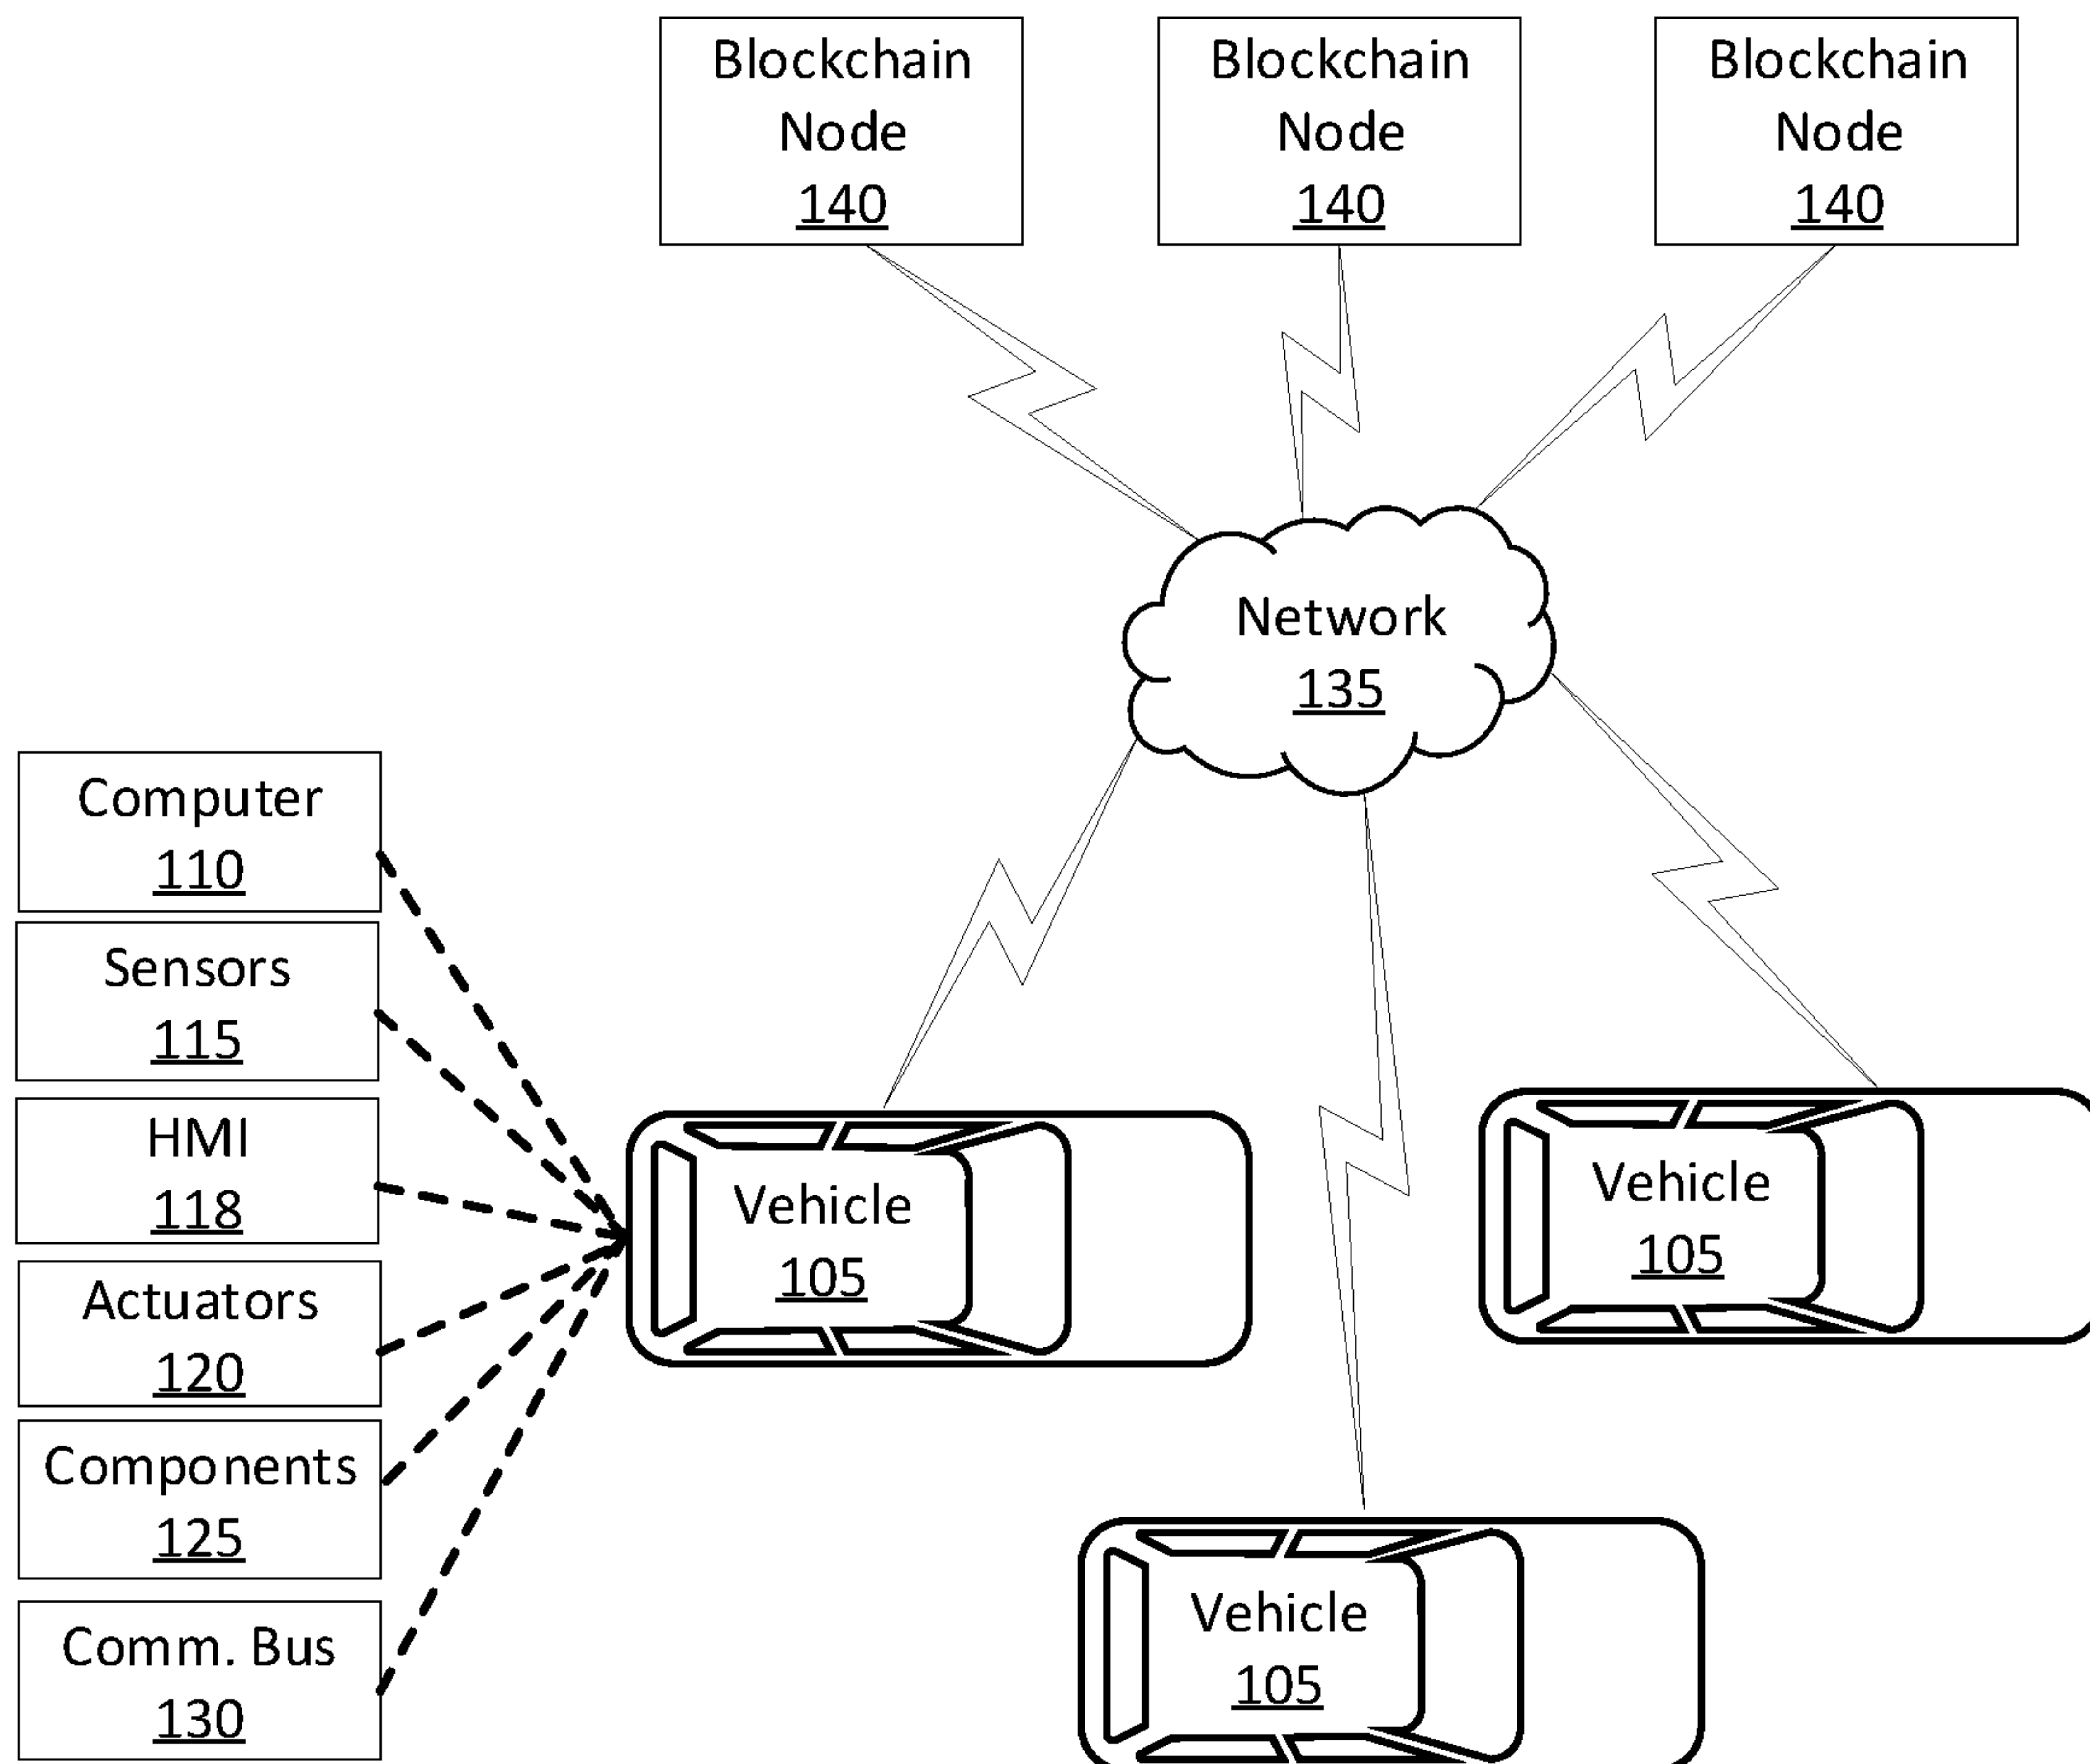 Blockchain
Node
140
Blockchain
Node
140
Blockchain
Node
140
Network
135
Computer
110
Sensors
115
HMI
118
Actuators
120
Components
125
Comm. Bus
130
Vehicle
105
Vehicle
105
Vehicle
105